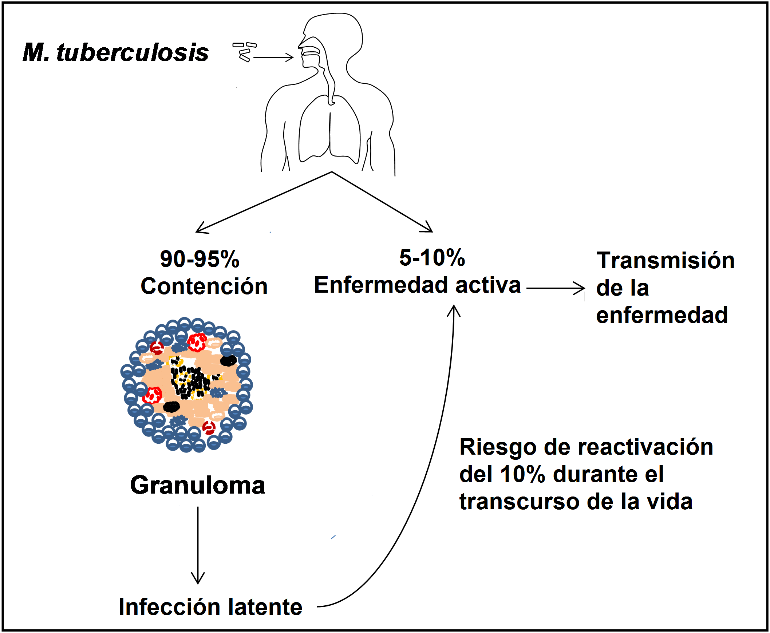 M. tuberculosis
90-95%
Contención
5-10%
Enfermedad activa
Transmisión
de la
enfermedad
Granuloma
Riesgo de reactivación
del 10% durante el
transcurso de la vida
Infección latente